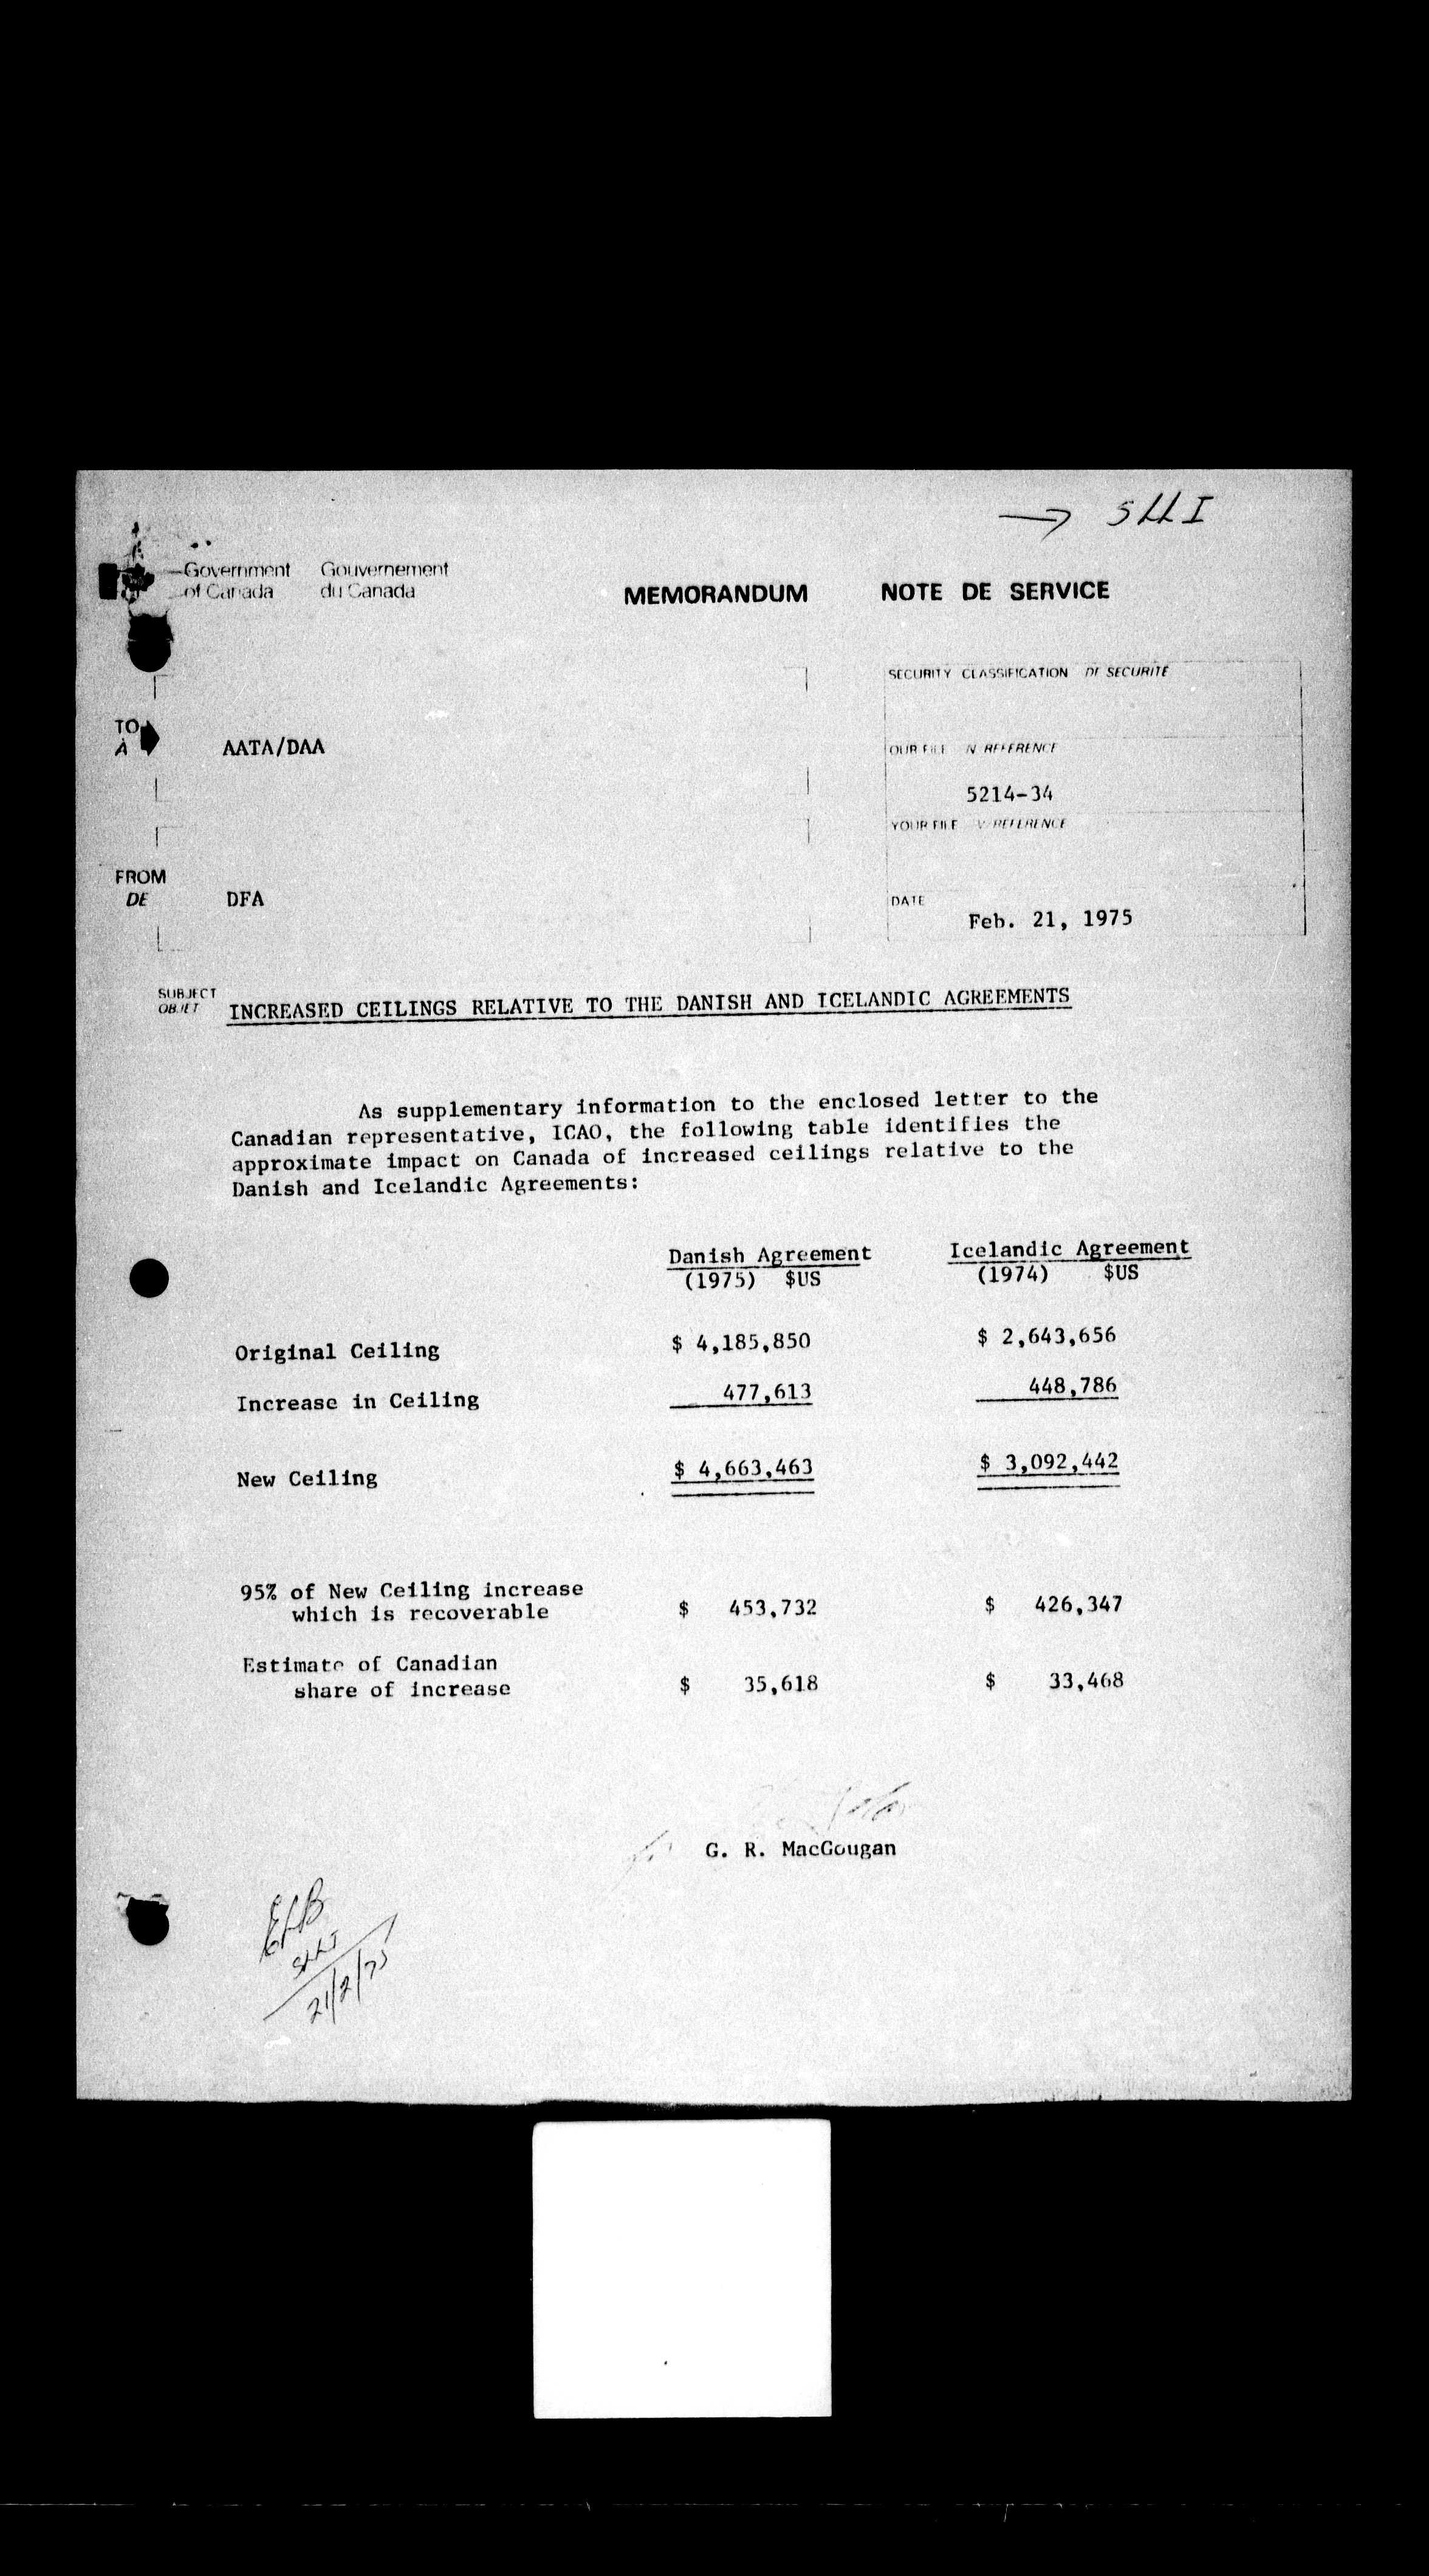 → SLLI
Government Gouvernement
of Canada du Canada
MEMORANDUM NOTE DE SERVICE
SECURITY CLASSIFICATION DE SECURITE
TO
À
AATA/DAA
OUR FILE N REFERENCE
5214-34
YOUR FILE V REFERENCE
FROM
DE
DFA
DATE
Feb. 21, 1975
SUBJECT
OBJET
INCREASED CEILINGS RELATIVE TO THE DANISH AND ICELANDIC AGREEMENTS
As supplementary information to the enclosed letter to the
Canadian representative, ICAO, the following table identifies the
approximate impact on Canada of increased ceilings relative to the
Danish and Icelandic Agreements:
Danish Agreement Icelandic Agreement
(1975) $US (1974) $US
Original Ceiling $ 4,185,850 $ 2,643,656
Increase in Ceiling 477,613 448,786
New Ceiling $ 4,663,463 $ 3,092,442
95% of New Ceiling increase
which is recoverable $ 453,732 $ 426,347
Estimate of Canadian
share of increase $ 35,618 $ 33,468
G. R. MacGougan
SLLI
21/2/75